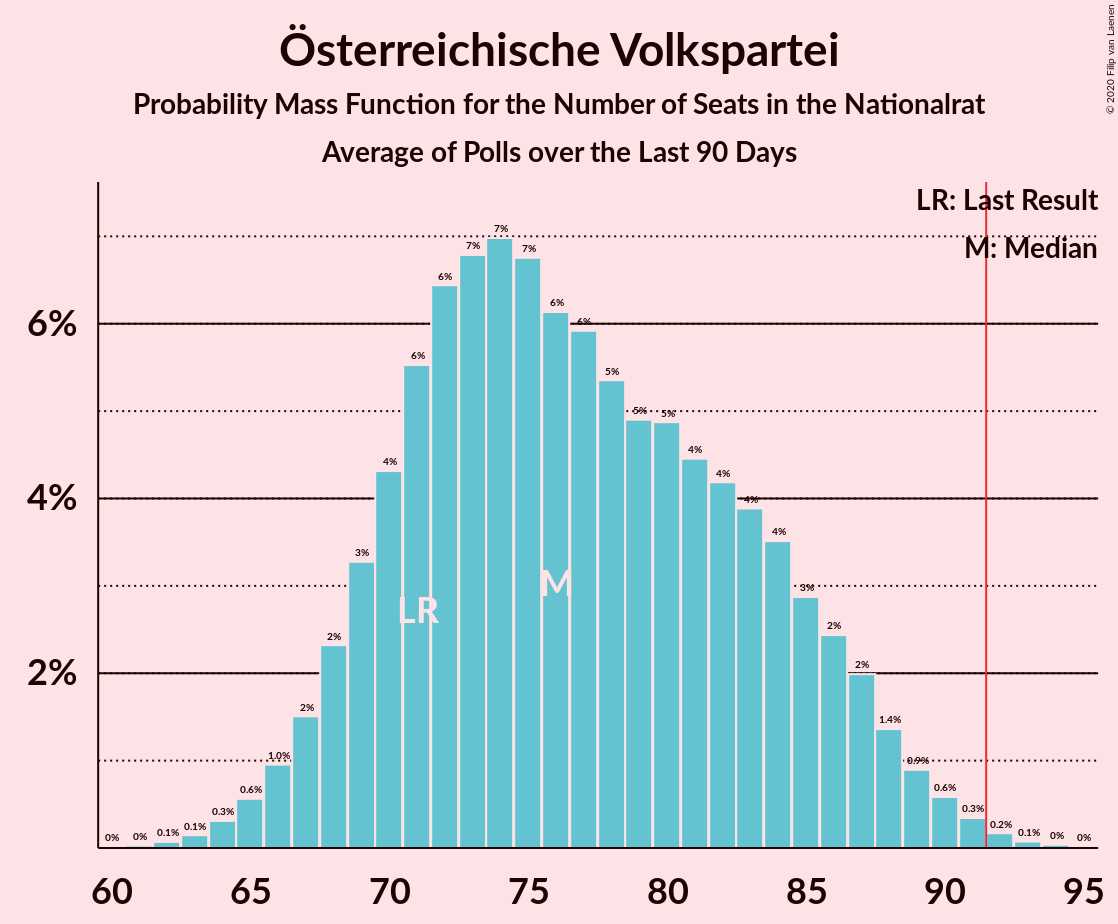 Österreichische Volkspartei
Probability Mass Function for the Number of Seats in the Nationalrat
Average of Polls over the Last 90 Days
© 2020 Filip van Laenen
LR: Last Result
M: Median
6%
4%
2%
0% 0% 0.1% 0.1% 0.3% 0.6% 1.0% 2% 2% 3% 4% 6% 6% 7% 7% 7% 6% 6% 5% 5% 5% 4% 4% 4% 4% 3% 2% 2% 1.4% 0.9% 0.6% 0.3% 0.2% 0.1% 0% 0%
LR M
60 65 70 75 80 85 90 95